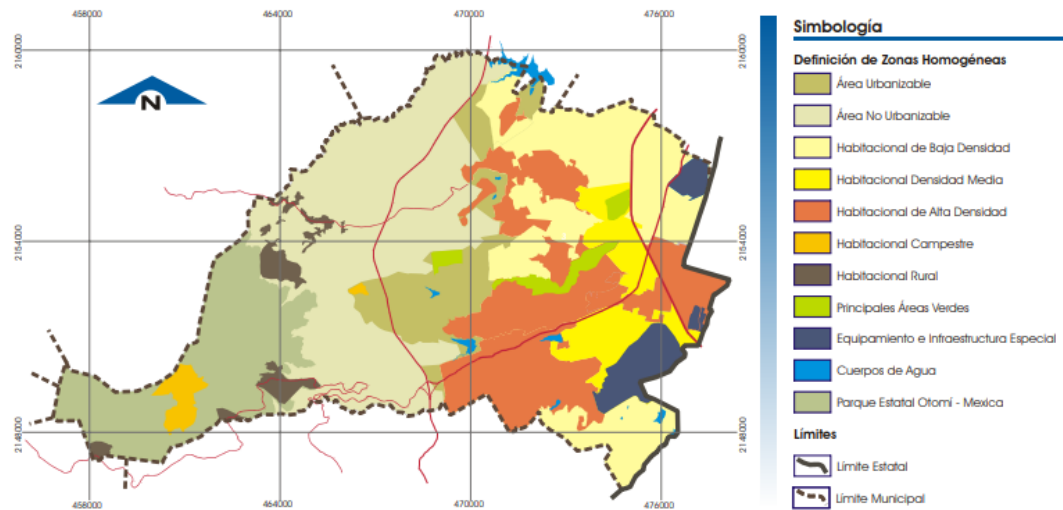 458000 464000 470000 476000
2160000 2160000
N
2154000 2154000
2148000 2148000
458000 464000 470000 476000
Simbología
Definición de Zonas Homogéneas
Área Urbanizable
Área No Urbanizable
Habitacional de Baja Densidad
Habitacional Densidad Media
Habitacional de Alta Densidad
Habitacional Campestre
Habitacional Rural
Principales Áreas Verdes
Equipamiento e Infraestructura Especial
Cuerpos de Agua
Parque Estatal Otomí - Mexica
Límites
Límite Estatal
Límite Municipal